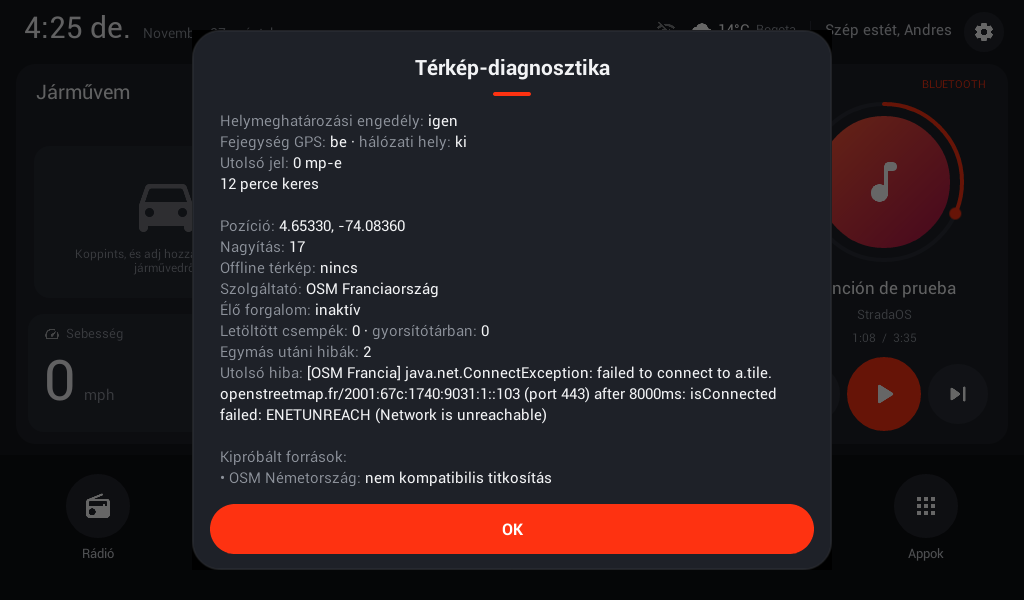 4:25 de.
14°C
Szép estét, Andres
Térkép-diagnosztika
Járművem
BLUETOOTH
Helymeghatározási engedély: igen
Fejegység GPS: be · hálózati hely: ki
Utolsó jel: 0 mp-e
12 perce keres
Pozíció: 4.65330, -74.08360
Nagyítás: 17
Offline térkép: nincs
Szolgáltató: OSM Franciaország
Élő forgalom: inaktív
Letöltött csempék: 0 · gyorsítótárban: 0
Egymás utáni hibák: 2
Utolsó hiba: [OSM Francia] java.net.ConnectException: failed to connect to a.tile.
openstreetmap.fr/2001:67c:1740:9031:1::103 (port 443) after 8000ms: isConnected
failed: ENETUNREACH (Network is unreachable)
Kipróbált források:
• OSM Németország: nem kompatibilis titkosítás
OK
Koppints, és adj
Sebesség
0 mph
de prueba
StradaOS
1:08 / 3:35
Rádió
Appok